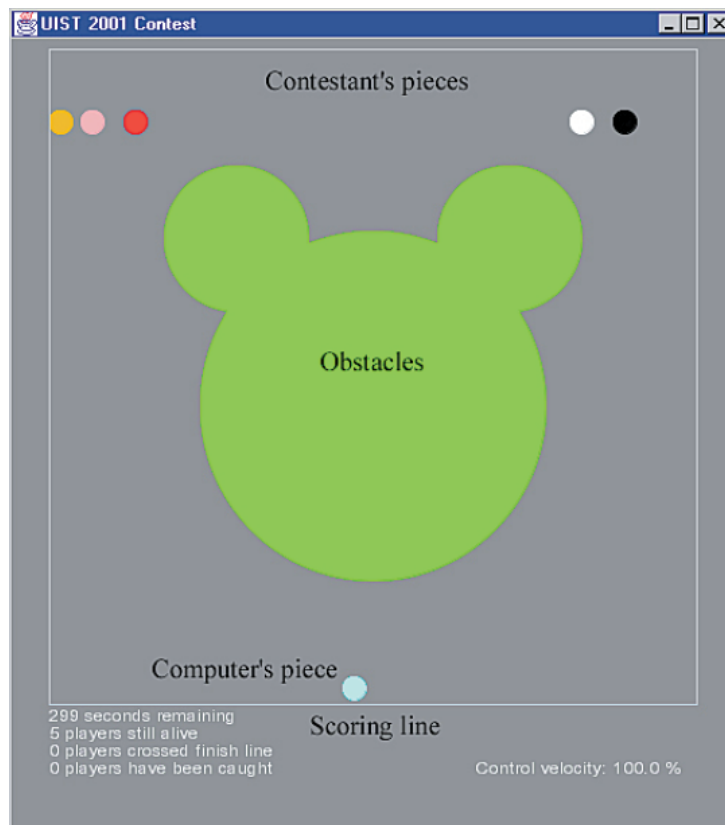 UIST 2001 Contest
Contestant's pieces
Obstacles
Computer's piece
Scoring line
299 seconds remaining
5 players still alive
0 players crossed finish line
0 players have been caught
Control velocity: 100.0 %